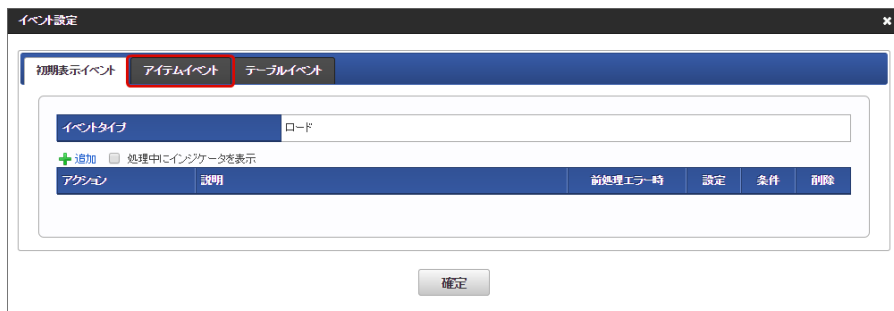 イベント設定
初期表示イベント アイテムイベント テーブルイベント
イベントタイプ ロード
追加 処理中にインジケータを表示
アクション 説明 前処理エラー時 設定 条件 削除
確定